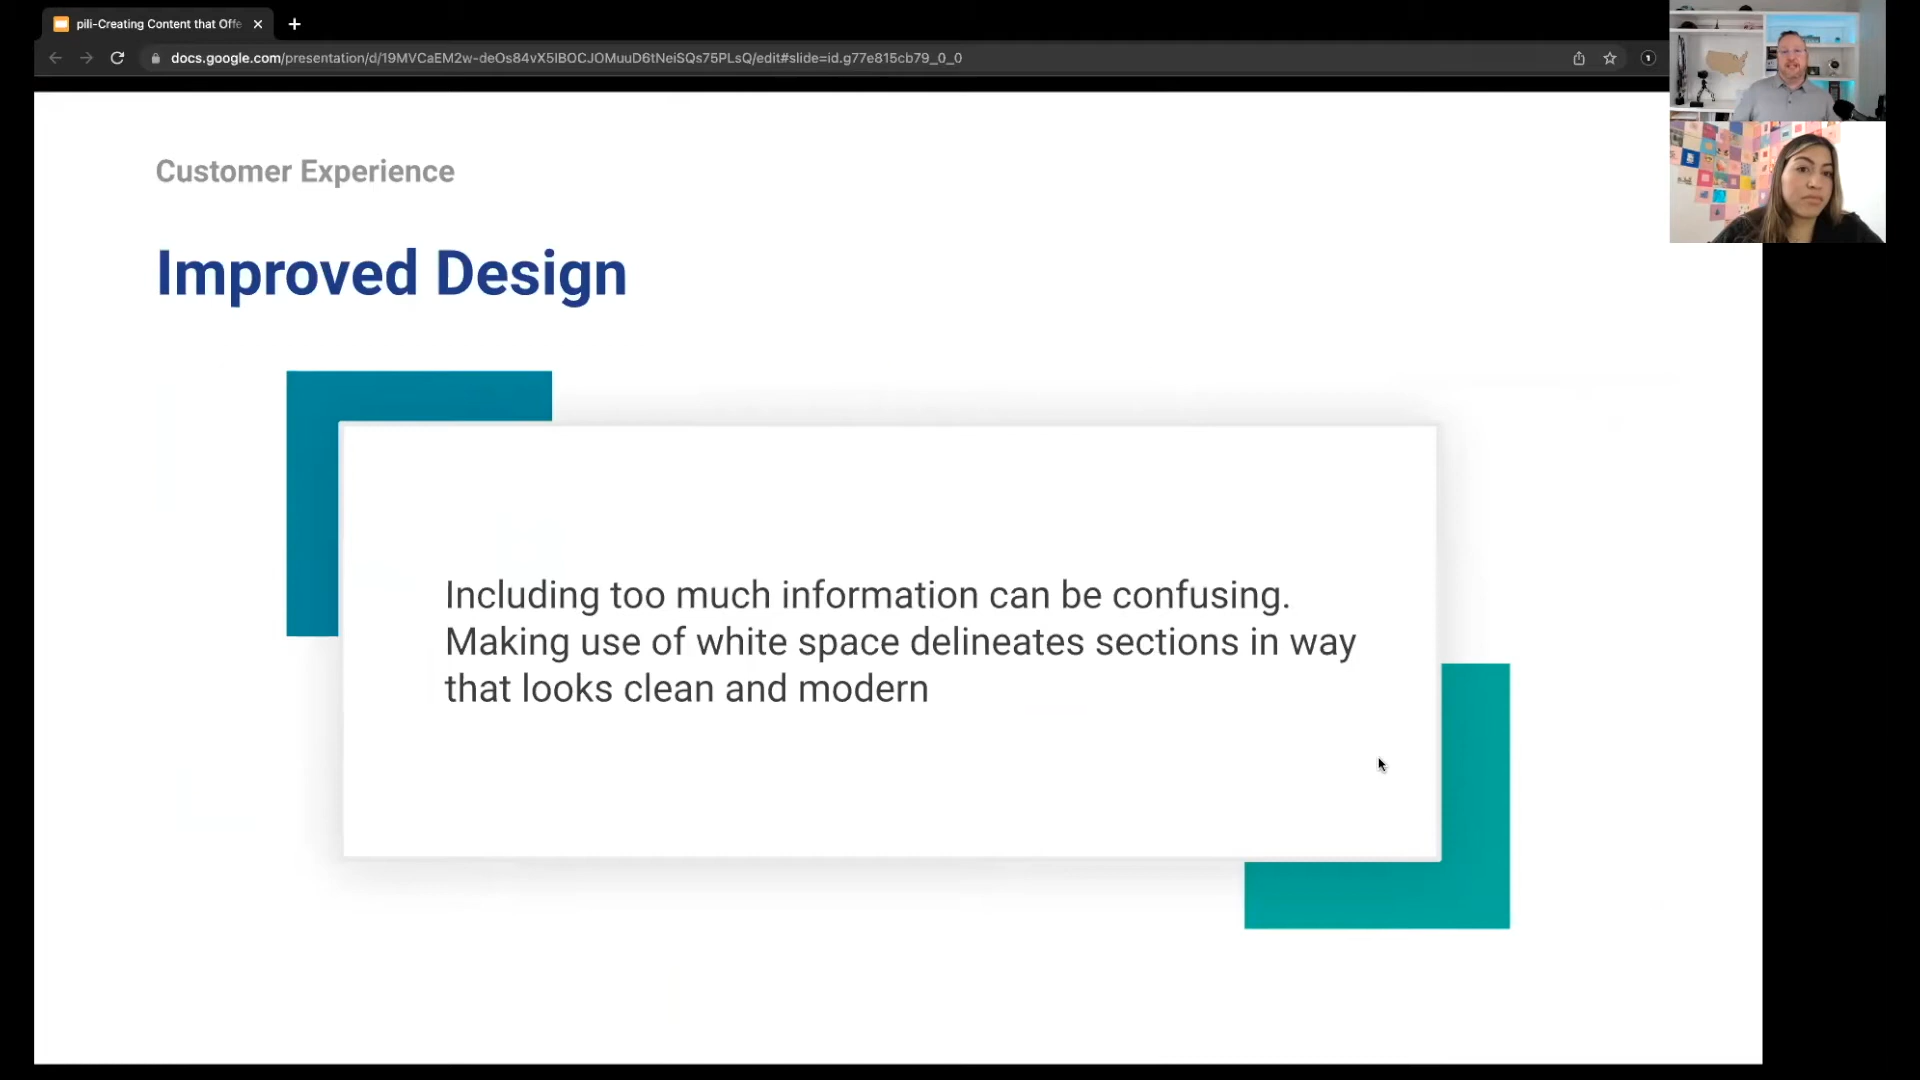 pili-Creating Content that Offe
docs.google.com/presentation/d/19MVCaEM2w-deOs84vX5IBOCJOMuuD6tNeiSQs75PLsQ/edit#slide=id.g77e815cb79_0_0
Customer Experience
Improved Design
Including too much information can be confusing.
Making use of white space delineates sections in way
that looks clean and modern